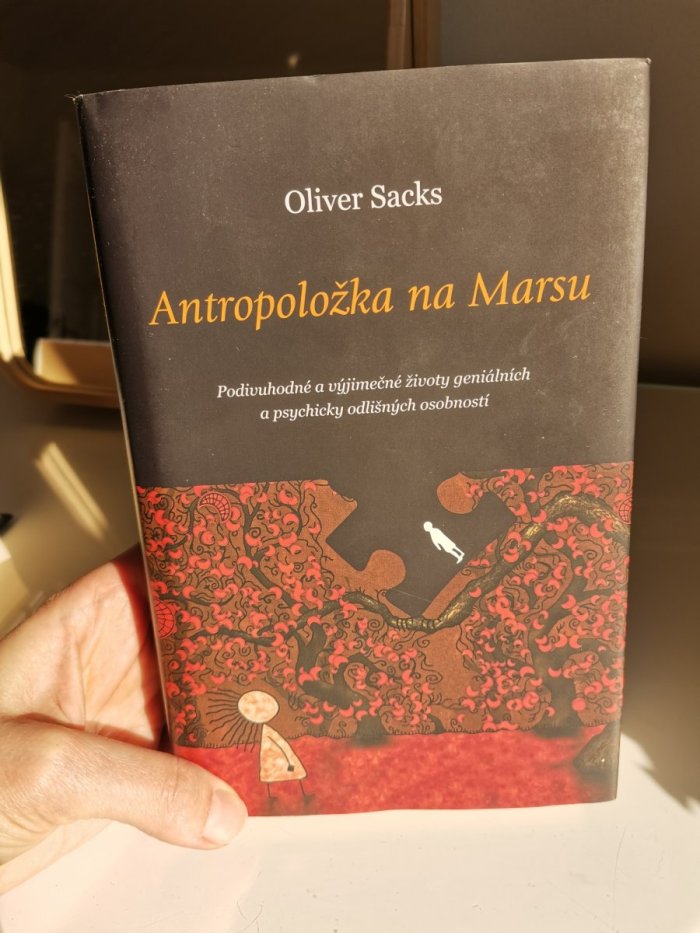 Oliver Sacks
Antropoložka na Marsu
Podivuhodné a výjimečné životy geniálních
a psychicky odlišných osobností